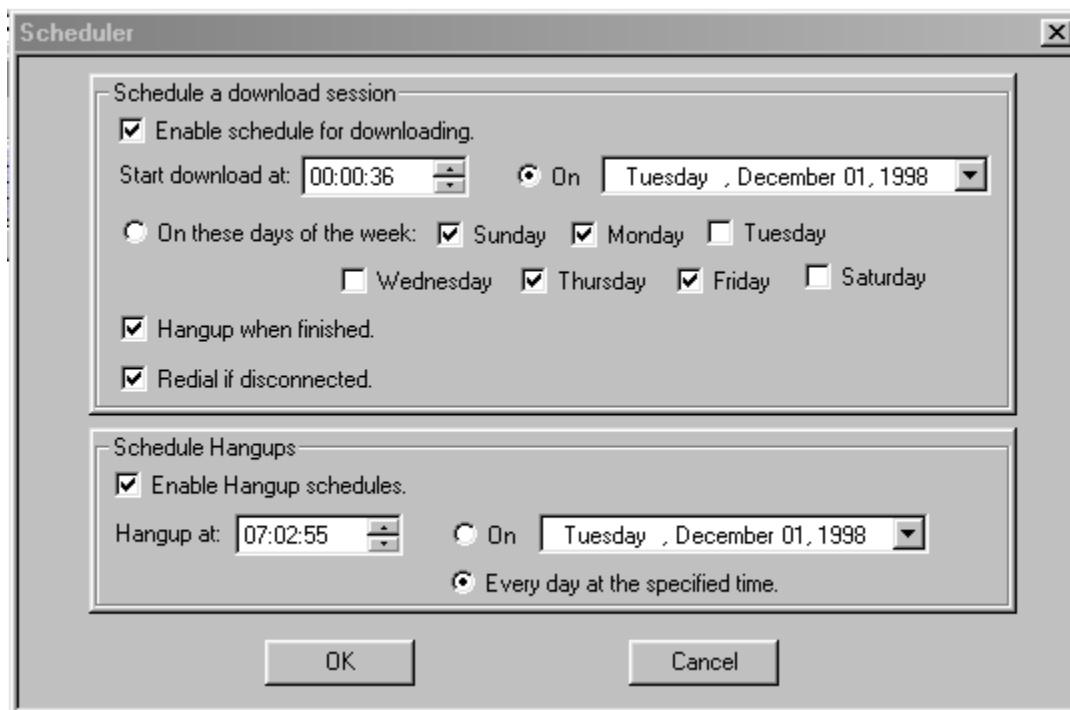 Scheduler
Schedule a download session
Enable schedule for downloading.
Start download at: 00:00:36 On Tuesday , December 01, 1998
On these days of the week: Sunday Monday Tuesday
Wednesday Thursday Friday Saturday
Hangup when finished.
Redial if disconnected.
Schedule Hangups
Enable Hangup schedules.
Hangup at: 07:02:55 On Tuesday , December 01, 1998
Every day at the specified time.
OK Cancel